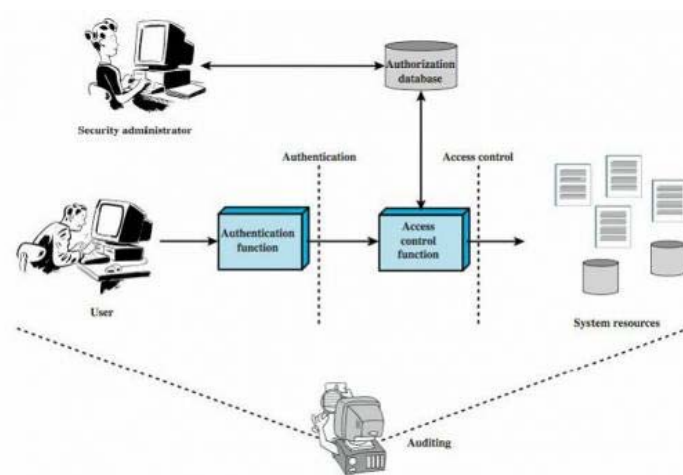 Authorization
database
Security administrator
Authentication
Access control
Authentication
function
Access
control
function
User
System resources
Auditing